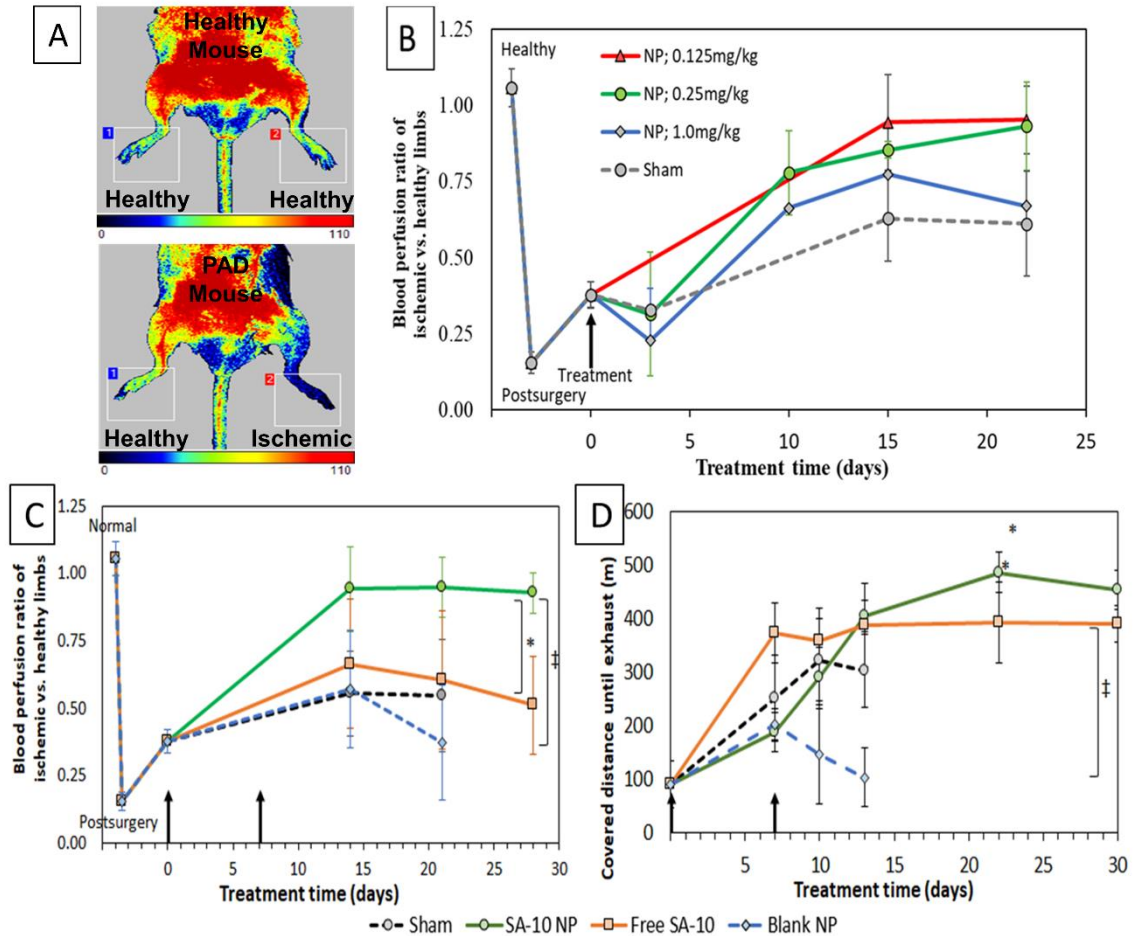 A
Healthy
Mouse
1
2
Healthy
Healthy
0
110
PAD
Mouse
1
2
Healthy
Ischemic
0
110
B
Blood perfusion ratio of
ischemic vs. healthy limbs
1.25
1.00
0.75
0.50
0.25
0.00
Healthy
NP; 0.125mg/kg
NP; 0.25mg/kg
NP; 1.0mg/kg
Sham
Treatment
Postsurgery
0
5
10
15
20
25
Treatment time (days)
C
Blood perfusion ratio of
ischemic vs. healthy limbs
1.25
1.00
0.75
0.50
0.25
0.00
Normal
*
‡
Postsurgery
0
5
10
15
20
25
30
Treatment time (days)
D
Covered distance until exhaust (m)
600
500
400
300
200
100
0
*
*
‡
0
5
10
15
20
25
30
Treatment time (days)
Sham
SA-10 NP
Free SA-10
Blank NP